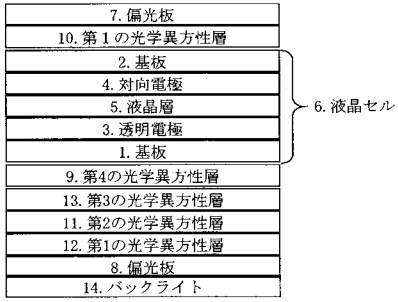 7. 偏光板
10. 第1の光学異方性層
2. 基板
4. 対向電極
5. 液晶層
6. 液晶セル
3. 透明電極
1. 基板
9. 第4の光学異方性層
13. 第3の光学異方性層
11. 第2の光学異方性層
12. 第1の光学異方性層
8. 偏光板
14. バックライト